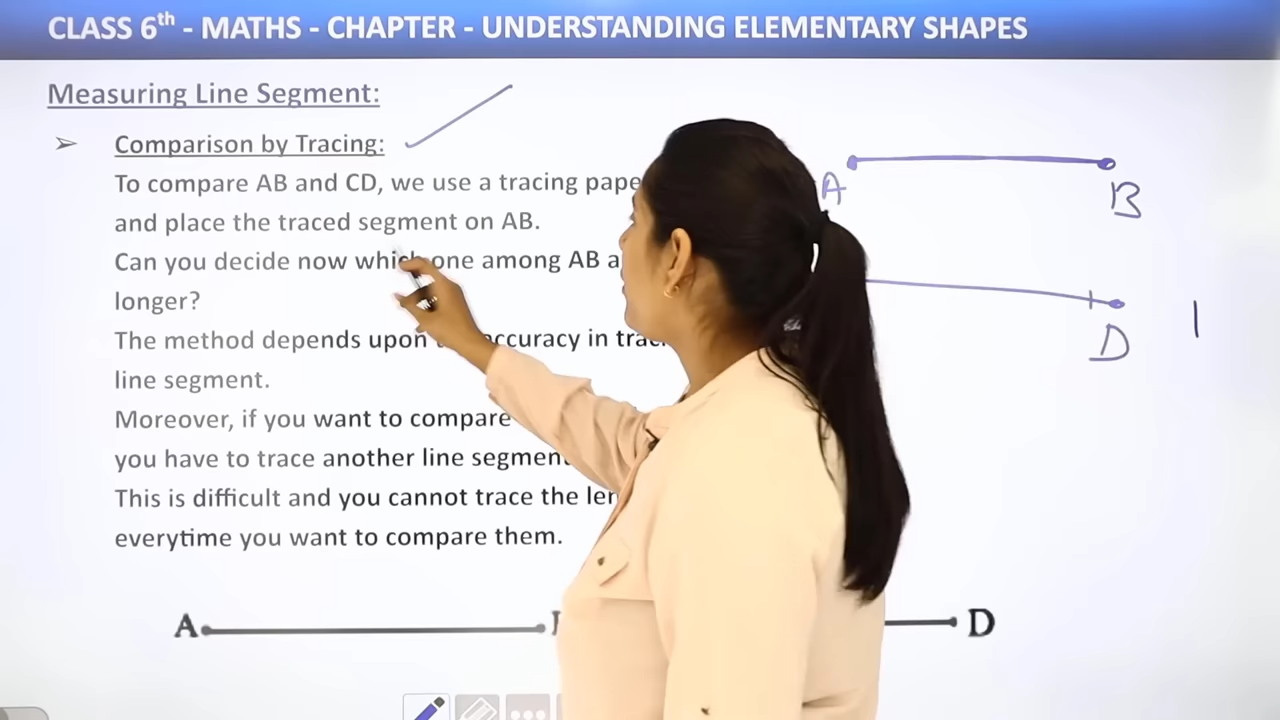 CLASS 6th - MATHS - CHAPTER - UNDERSTANDING ELEMENTARY SHAPES
Measuring Line Segment:
➢ Comparison by Tracing:
To compare AB and CD, we use a tracing
and place the traced segment on AB.
Can you decide now which one among AB
longer?
The method depends upon accuracy in
line segment.
Moreover, if you want to compare
you have to trace another line segment
This is difficult and you cannot trace the
everytime you want to compare them.
A B
D
A D